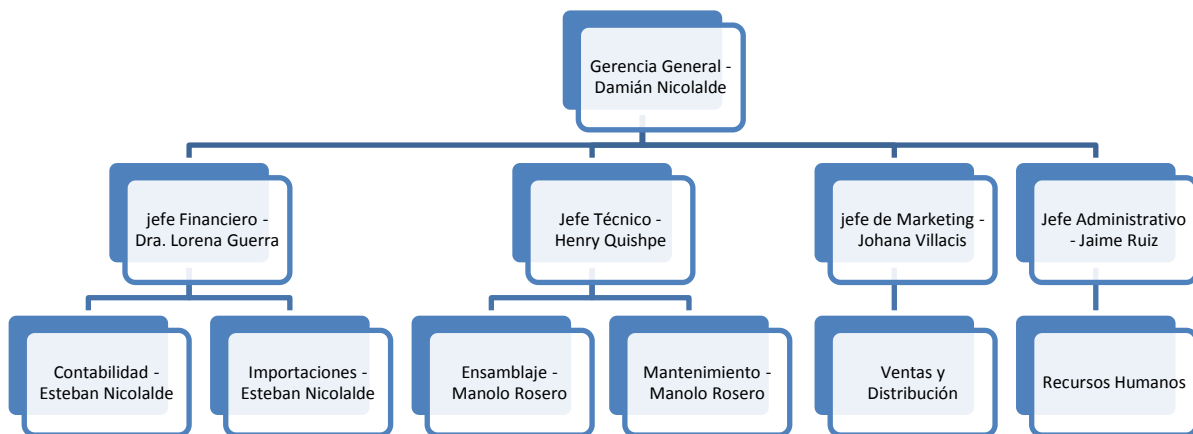 Gerencia General -
Damián Nicolalde
jefe Financiero -
Dra. Lorena Guerra
Jefe Técnico -
Henry Quishpe
jefe de Marketing -
Johana Villacis
Jefe Administrativo
- Jaime Ruiz
Contabilidad -
Esteban Nicolalde
Importaciones -
Esteban Nicolalde
Ensamblaje -
Manolo Rosero
Mantenimiento -
Manolo Rosero
Ventas y
Distribución
Recursos Humanos